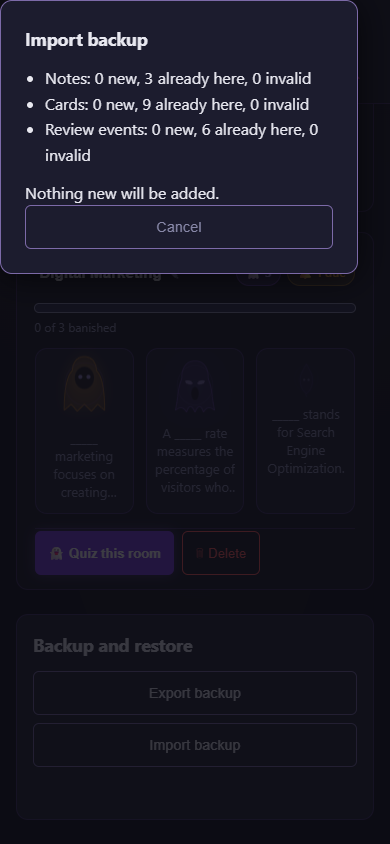 Import backup
Notes: 0 new, 3 already here, 0 invalid
Cards: 0 new, 9 already here, 0 invalid
Review events: 0 new, 6 already here, 0
invalid
Nothing new will be added.
Cancel
Digital Marketing
0 of 3 banished
____
marketing
focuses on
creating...
A ____ rate
measures the
percentage of
visitors who...
____ stands
for Search
Engine
Optimization.
Quiz this room
Delete
Backup and restore
Export backup
Import backup